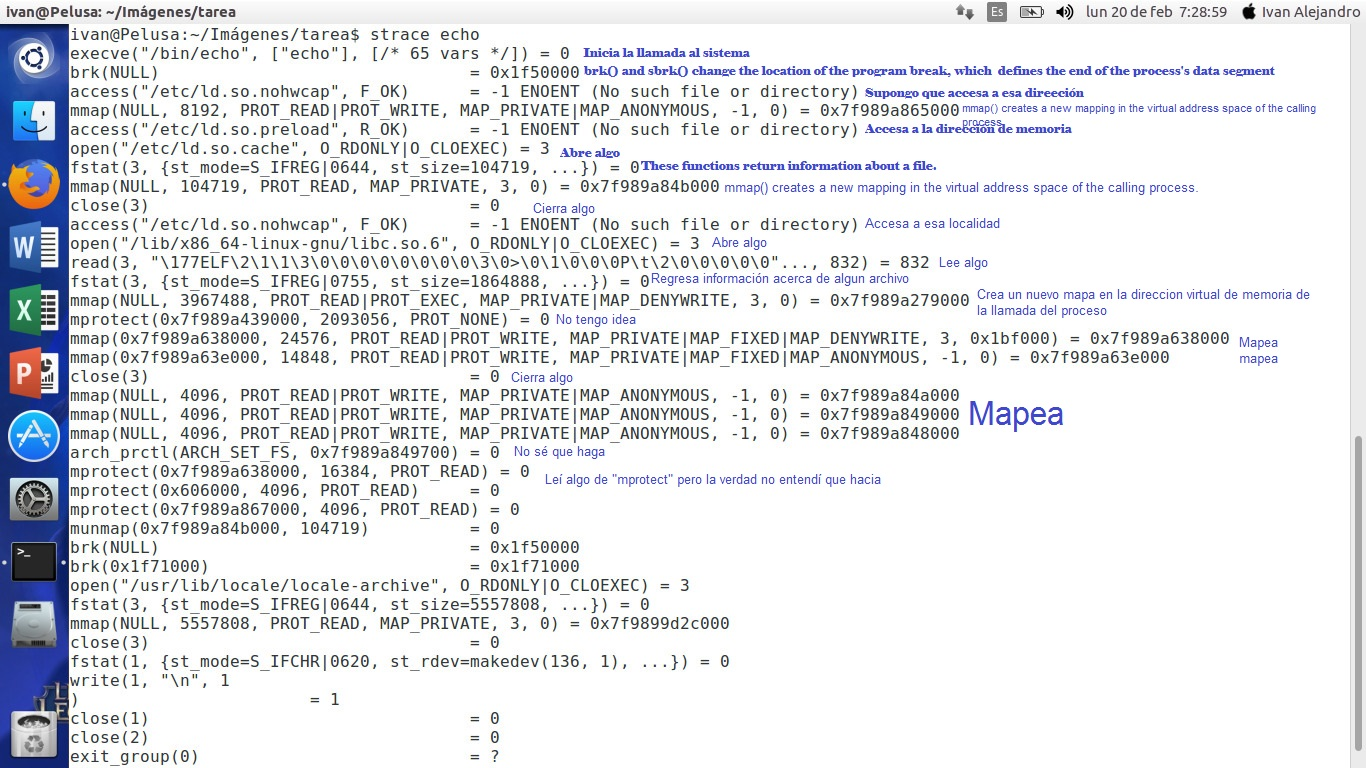 ivan@Pelusa: ~/Imágenes/tarea Es lun 20 de feb 7:28:59 Ivan Alejandro
ivan@Pelusa:~/Imágenes/tarea$ strace echo
execve("/bin/echo", ["echo"], [/* 65 vars */]) = 0 Inicia la llamada al sistema
brk(NULL) = 0x1f50000 brk() and sbrk() change the location of the program break, which defines the end of the process's data segment
access("/etc/ld.so.nohwcap", F_OK) = -1 ENOENT (No such file or directory) Supongo que accesa a esa direeción
mmap(NULL, 8192, PROT_READ|PROT_WRITE, MAP_PRIVATE|MAP_ANONYMOUS, -1, 0) = 0x7f989a865000 mmap() creates a new mapping in the virtual address space of the calling
process.
access("/etc/ld.so.preload", R_OK) = -1 ENOENT (No such file or directory) Accesa a la direeción de memoria
open("/etc/ld.so.cache", O_RDONLY|O_CLOEXEC) = 3 Abre algo
fstat(3, {st_mode=S_IFREG|0644, st_size=104719, ...}) = 0 These functions return information about a file.
mmap(NULL, 104719, PROT_READ, MAP_PRIVATE, 3, 0) = 0x7f989a84b000 mmap() creates a new mapping in the virtual address space of the calling process.
close(3) = 0 Cierra algo
access("/etc/ld.so.nohwcap", F_OK) = -1 ENOENT (No such file or directory) Accesa a esa localidad
open("/lib/x86_64-linux-gnu/libc.so.6", O_RDONLY|O_CLOEXEC) = 3 Abre algo
read(3, "\177ELF\2\1\1\3\0\0\0\0\0\0\0\0\3\0>\0\1\0\0\0P\t\2\0\0\0\0\0"..., 832) = 832 Lee algo
fstat(3, {st_mode=S_IFREG|0755, st_size=1864888, ...}) = 0 Regresa información acerca de algun archivo
mmap(NULL, 3967488, PROT_READ|PROT_EXEC, MAP_PRIVATE|MAP_DENYWRITE, 3, 0) = 0x7f989a279000 Crea un nuevo mapa en la direccion virtual de memoria de
la llamada del proceso
mprotect(0x7f989a439000, 2093056, PROT_NONE) = 0 No tengo idea
mmap(0x7f989a638000, 24576, PROT_READ|PROT_WRITE, MAP_PRIVATE|MAP_FIXED|MAP_DENYWRITE, 3, 0x1bf000) = 0x7f989a638000 Mapea
mmap(0x7f989a63e000, 14848, PROT_READ|PROT_WRITE, MAP_PRIVATE|MAP_FIXED|MAP_ANONYMOUS, -1, 0) = 0x7f989a63e000 mapea
close(3) = 0 Cierra algo
mmap(NULL, 4096, PROT_READ|PROT_WRITE, MAP_PRIVATE|MAP_ANONYMOUS, -1, 0) = 0x7f989a84a000
mmap(NULL, 4096, PROT_READ|PROT_WRITE, MAP_PRIVATE|MAP_ANONYMOUS, -1, 0) = 0x7f989a849000 Mapea
mmap(NULL, 4096, PROT_READ|PROT_WRITE, MAP_PRIVATE|MAP_ANONYMOUS, -1, 0) = 0x7f989a848000
arch_prctl(ARCH_SET_FS, 0x7f989a849700) = 0 No sé que haga
mprotect(0x7f989a638000, 16384, PROT_READ) = 0 Leí algo de "mprotect" pero la verdad no entendí que hacia
mprotect(0x606000, 4096, PROT_READ) = 0
mprotect(0x7f989a867000, 4096, PROT_READ) = 0
munmap(0x7f989a84b000, 104719) = 0
brk(NULL) = 0x1f50000
brk(0x1f71000) = 0x1f71000
open("/usr/lib/locale/locale-archive", O_RDONLY|O_CLOEXEC) = 3
fstat(3, {st_mode=S_IFREG|0644, st_size=5557808, ...}) = 0
mmap(NULL, 5557808, PROT_READ, MAP_PRIVATE, 3, 0) = 0x7f9899d2c000
close(3) = 0
fstat(1, {st_mode=S_IFCHR|0620, st_rdev=makedev(136, 1), ...}) = 0
write(1, "\n", 1
) = 1
close(1) = 0
close(2) = 0
exit_group(0) = ?